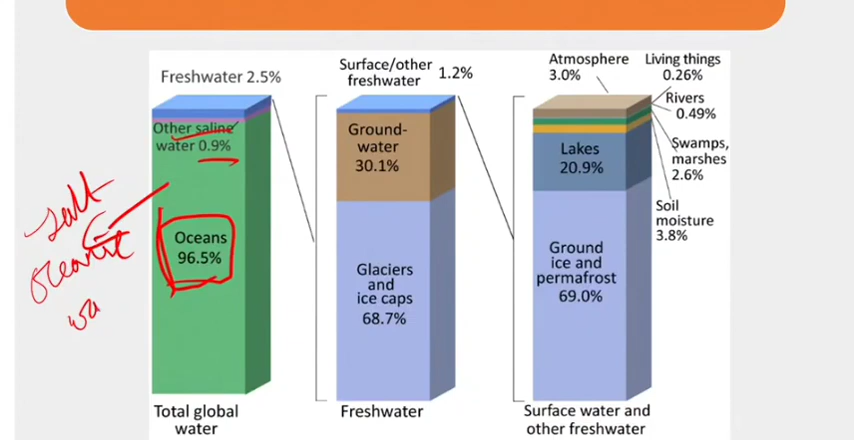 Freshwater 2.5%
Other saline
water 0.9%
Oceans
96.5%
Total global
water
salt
wa
Surface/other
freshwater 1.2%
Ground-
water
30.1%
Glaciers
and
ice caps
68.7%
Freshwater
Atmosphere
3.0%
Living things
0.26%
Rivers
0.49%
Swamps,
marshes
2.6%
Soil
moisture
3.8%
Lakes
20.9%
Ground
ice and
permafrost
69.0%
Surface water and
other freshwater